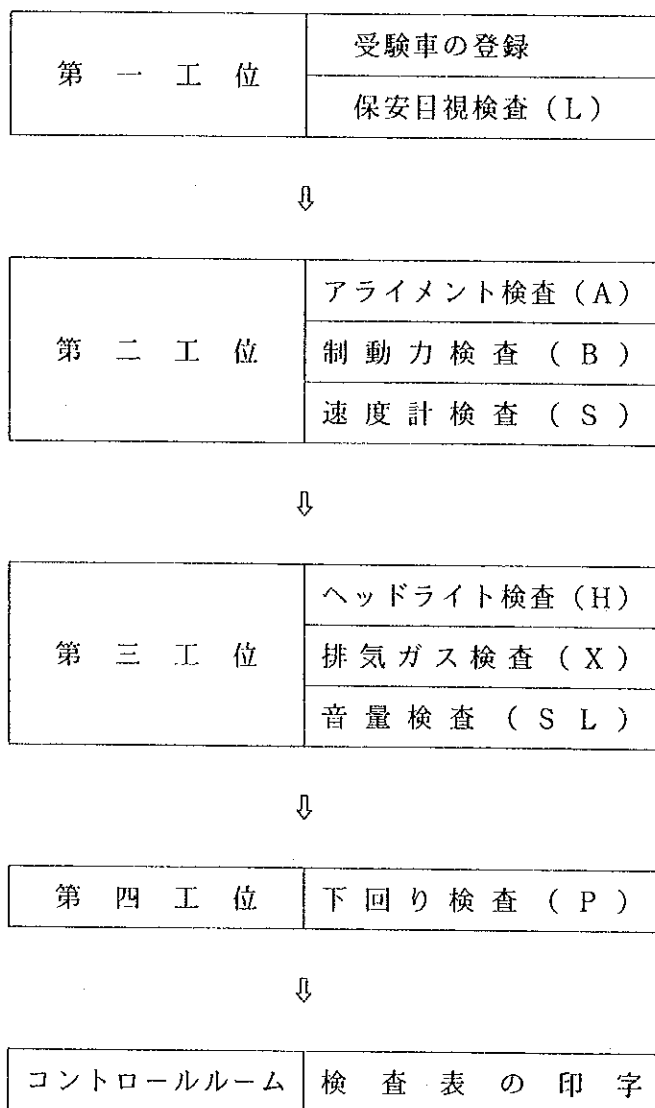 第一工位
受験車の登録
保安目視検査(L)
⇩
第二工位
アライメント検査(A)
制動力検査(B)
速度計検査(S)
⇩
第三工位
ヘッドライト検査(H)
排気ガス検査(X)
音量検査(SL)
⇩
第四工位
下回り検査(P)
⇩
コントロールルーム
検査表の印字